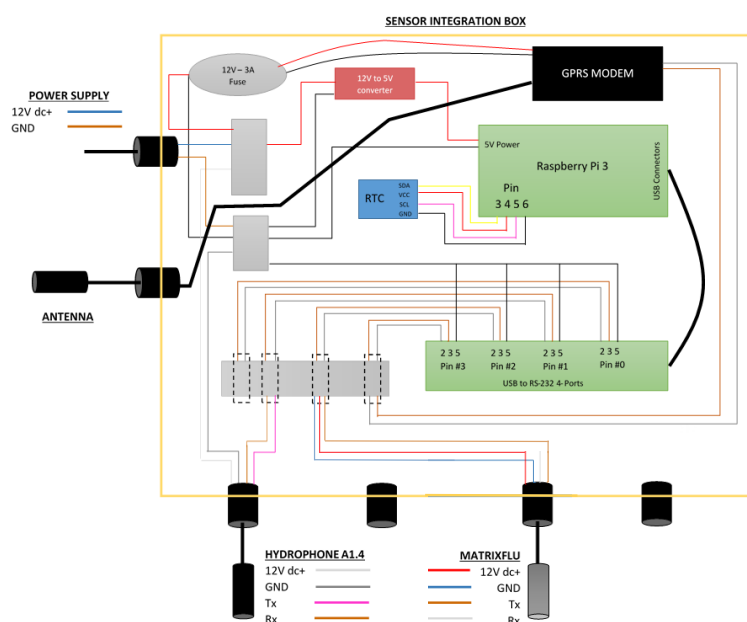 SENSOR INTEGRATION BOX
12V – 3A
Fuse
12V to 5V
converter
GPRS MODEM
POWER SUPPLY
12V dc+
GND
5V Power
Raspberry Pi 3
USB Connectors
Pin
3 4 5 6
RTC
SDA
VCC
SCL
GND
ANTENNA
2 3 5
Pin #3
2 3 5
Pin #2
2 3 5
Pin #1
2 3 5
Pin #0
USB to RS-232 4- Ports
HYDROPHONE A1.4
12V dc+
GND
Tx
Rx
MATRIXFLU
12V dc+
GND
Tx
Rx